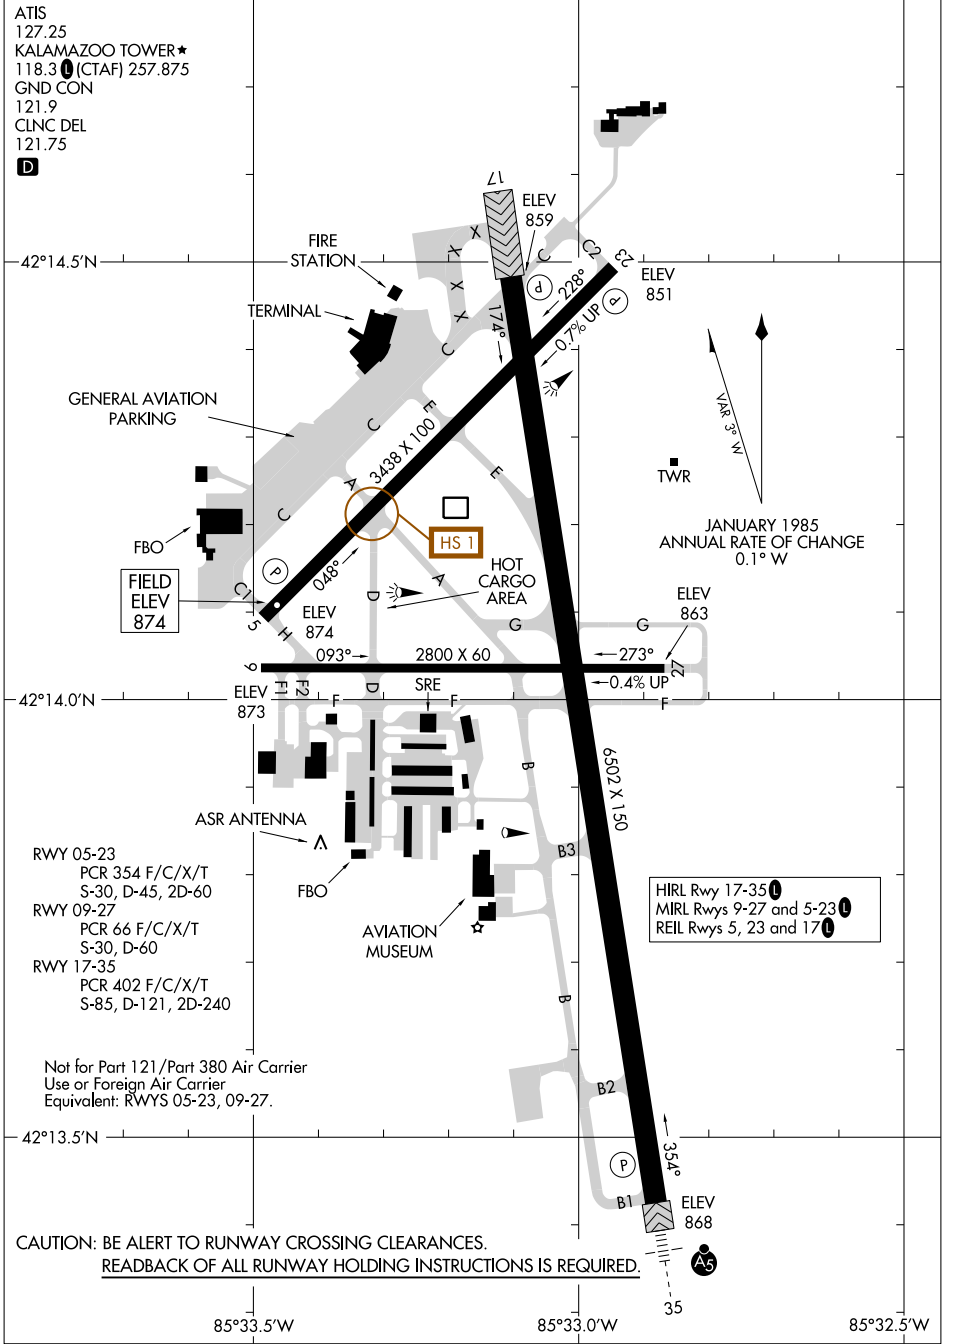 ATIS
127.25
KALAMAZOO TOWER★
118.3 L (CTAF) 257.875
GND CON
121.9
CLNC DEL
121.75
D
17
ELEV
859
C2
23
X
X
X
X
C
FIRE
STATION
42°14.5'N
P
228°
ELEV
851
P
TERMINAL
174°
0.7% UP
C
VAR 3° W
GENERAL AVIATION
PARKING
E
C
3438 X 100
E
A
TWR
C
JANUARY 1985
ANNUAL RATE OF CHANGE
0.1° W
HS 1
FBO
HOT
CARGO
AREA
P
048°
A
FIELD
ELEV
874
C1
D
ELEV
863
ELEV
874
5
H
G
G
9
093°
2800 X 60
273°
27
0.4% UP
SRE
F1
F2
D
ELEV
873
F
F
F
42°14.0'N
B
6502 X 150
ASR ANTENNA
B3
FBO
RWY 05-23
PCR 354 F/C/X/T
S-30, D-45, 2D-60
RWY 09-27
PCR 66 F/C/X/T
S-30, D-60
RWY 17-35
PCR 402 F/C/X/T
S-85, D-121, 2D-240
HIRL Rwy 17-35 L
MIRL Rwys 9-27 and 5-23 L
REIL Rwys 5, 23 and 17 L
AVIATION
MUSEUM
B
Not for Part 121/Part 380 Air Carrier
Use or Foreign Air Carrier
Equivalent: RWYS 05-23, 09-27.
B2
42°13.5'N
354°
P
B1
ELEV
868
CAUTION: BE ALERT TO RUNWAY CROSSING CLEARANCES.
READBACK OF ALL RUNWAY HOLDING INSTRUCTIONS IS REQUIRED.
A5
35
85°33.5'W
85°33.0'W
85°32.5'W